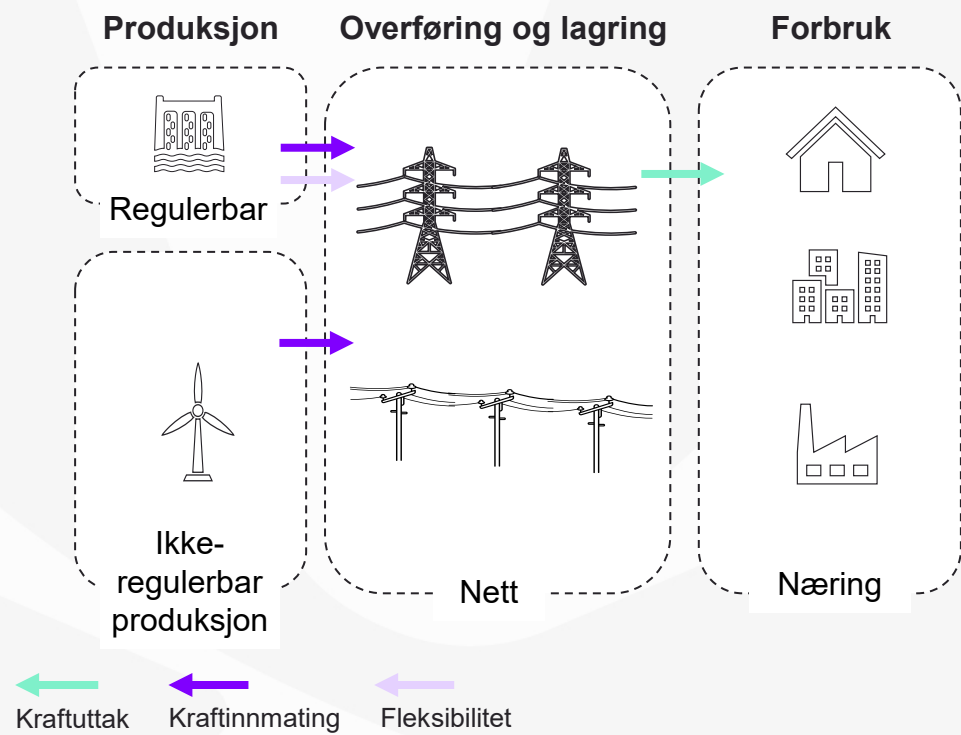 Produksjon
Overføring og lagring
Forbruk
Regulerbar
Ikke-
regulerbar
produksjon
Nett
Næring
Kraftuttak
Kraftinnmating
Fleksibilitet